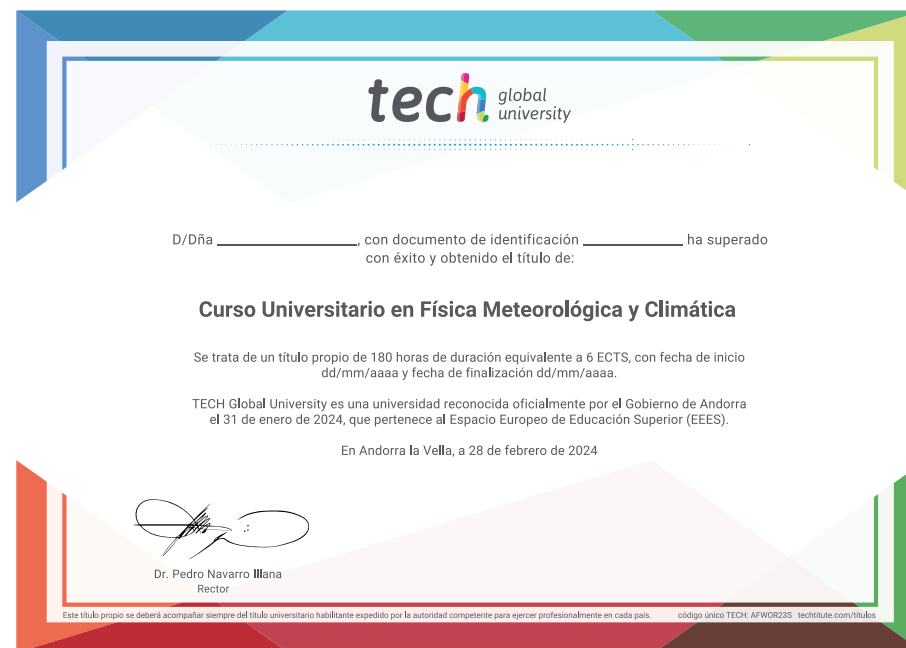 tech global university
D/Dña ____________, con documento de identificación ____________ ha superado
con éxito y obtenido el título de:
Curso Universitario en Física Meteorológica y Climática
Se trata de un título propio de 180 horas de duración equivalente a 6 ECTS, con fecha de inicio
dd/mm/aaaa y fecha de finalización dd/mm/aaaa.
TECH Global University es una universidad reconocida oficialmente por el Gobierno de Andorra
el 31 de enero de 2024, que pertenece al Espacio Europeo de Educación Superior (EEES).
En Andorra la Vella, a 28 de febrero de 2024
Dr. Pedro Navarro Illana
Rector
Este título propio se deberá acompañar siempre del título universitario habilitante expedido por la autoridad competente para ejercer profesionalmente en cada país. código único TECH: AFWOR23S techtitute.com/titulos